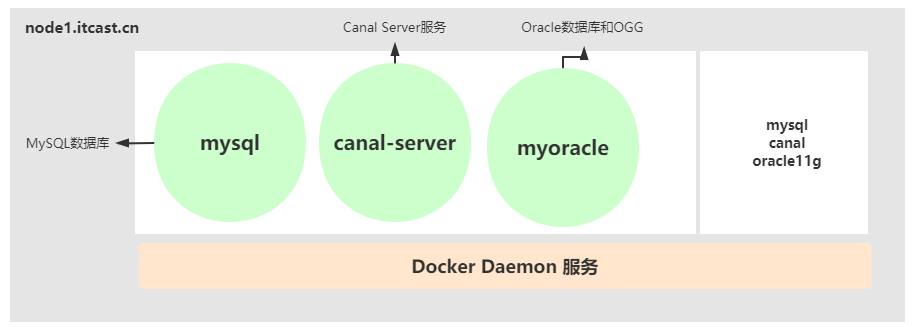 node1.itcast.cn
Canal Server服务
Oracle数据库和OGG
MySQL数据库
mysql
canal-server
myoracle
mysql
canal
oracle11g
Docker Daemon 服务